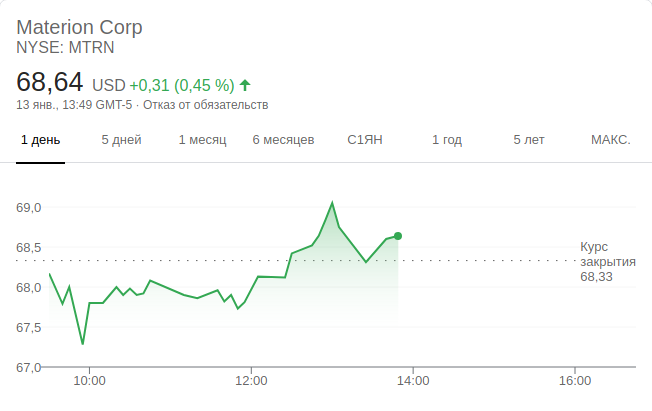 Materion Corp
NYSE: MTRN
68,64 USD +0,31 (0,45 %)
13 янв., 13:49 GMT-5 · Отказ от обязательств
1 день 5 дней 1 месяц 6 месяцев С1ЯН 1 год 5 лет МАКС.
69,0
68,5
Курс
закрытия
68,33
68,0
67,5
67,0
10:00 12:00 14:00 16:00